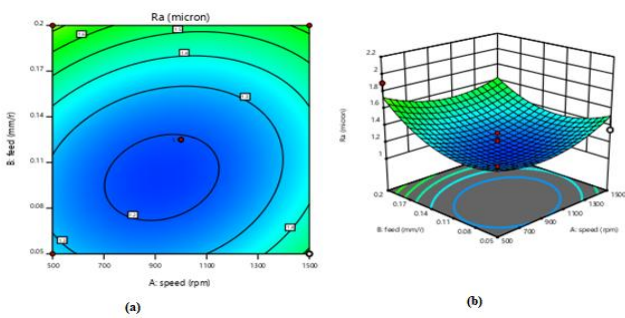 Ra (micron)
0.2
0.17
0.14
0.11
0.08
0.05
B: feed (mm/r)
500 700 900 1100 1300 1500
A: speed (rpm)
(a)
2.2
2
1.8
1.6
1.4
1.2
1
Ra (micron)
0.2
0.17
0.14
0.11
0.08
0.05
B: feed (mm/r)
500
700
900
1100
1300
1500
A: speed (rpm)
(b)